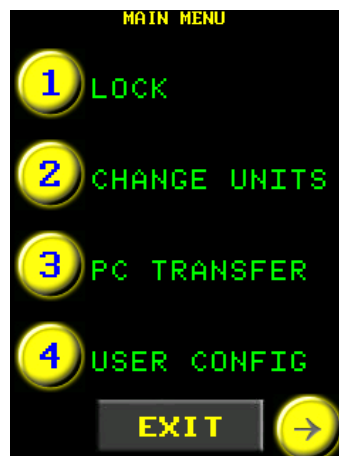 MAIN MENU
1 LOCK
2 CHANGE UNITS
3 PC TRANSFER
4 USER CONFIG
EXIT →